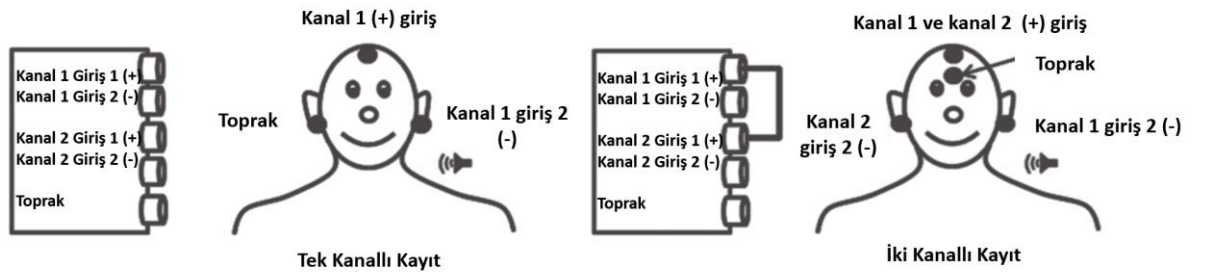 Kanal 1 (+) giriş
Kanal 1 Giriş 1 (+)
Kanal 1 Giriş 2 (-)
Kanal 2 Giriş 1 (+)
Kanal 2 Giriş 2 (-)
Toprak
Toprak
Kanal 1 giriş 2
(-)
Tek Kanallı Kayıt
Kanal 1 ve kanal 2 (+) giriş
Kanal 1 Giriş 1 (+)
Kanal 1 Giriş 2 (-)
Kanal 2 Giriş 1 (+)
Kanal 2 Giriş 2 (-)
Toprak
Toprak
Kanal 2
giriş 2 (-)
Kanal 1 giriş 2 (-)
İki Kanallı Kayıt